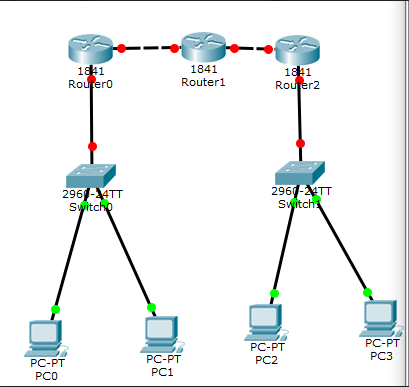 1841
Router0
1841
Router1
1841
Router2
2960-24TT
Switch0
2960-24TT
Switch1
PC-PT
PC0
PC-PT
PC1
PC-PT
PC2
PC-PT
PC3